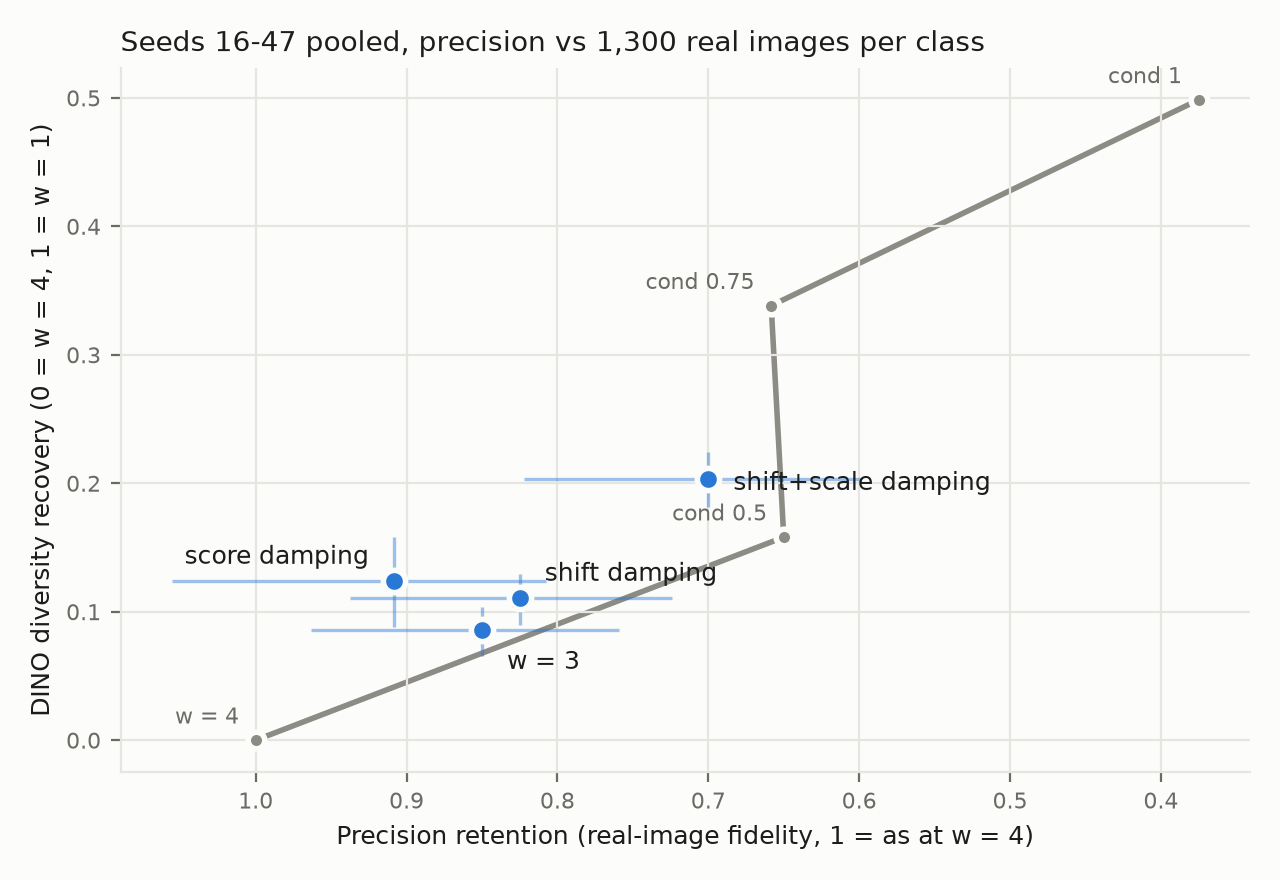 Seeds 16-47 pooled, precision vs 1,300 real images per class
DINO diversity recovery (0 = w = 4, 1 = w = 1)
0.5
0.4
0.3
0.2
0.1
0.0
cond 1
cond 0.75
shift+scale damping
cond 0.5
score damping
shift damping
w = 3
w = 4
1.0
0.9
0.8
0.7
0.6
0.5
0.4
Precision retention (real-image fidelity, 1 = as at w = 4)